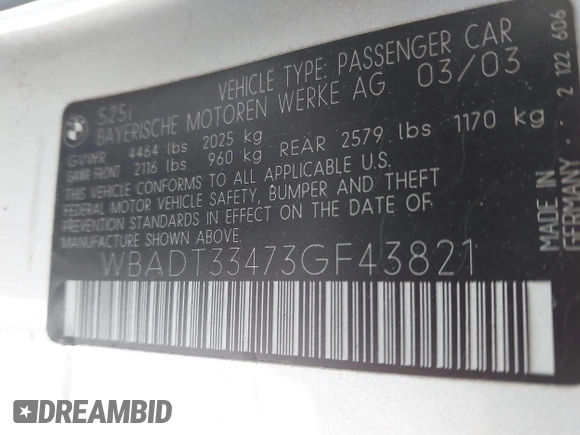 525i VEHICLE TYPE: PASSENGER CAR
BAYERISCHE MOTOREN WERKE AG 03/03
GVWR 4464 lbs 2025 kg
GAWR FRONT 2116 lbs 960 kg REAR 2579 lbs 1170 kg
THIS VEHICLE CONFORMS TO ALL APPLICABLE U.S.
FEDERAL MOTOR VEHICLE SAFETY, BUMPER AND THEFT
PREVENTION STANDARDS IN EFFECT ON THE DATE OF
MANUFACTURE SHOWN ABOVE.
WBADT33473GF43821
MADE IN GERMANY
2 122 606
BMW
DREAMBID